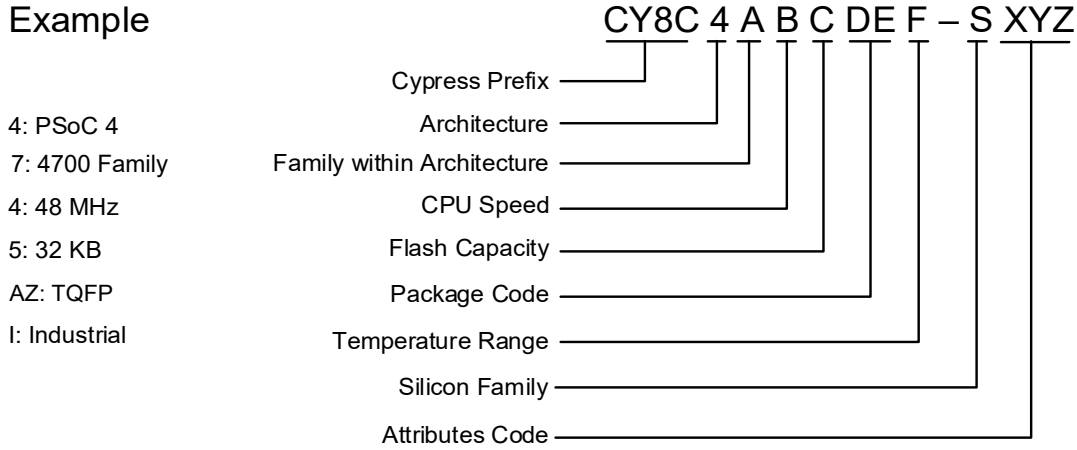 Example CY8C 4 A B C DE F – S XYZ
Cypress Prefix
4: PSoC 4 Architecture
7: 4700 Family Family within Architecture
4: 48 MHz CPU Speed
5: 32 KB Flash Capacity
AZ: TQFP Package Code
I: Industrial Temperature Range
Silicon Family
Attributes Code